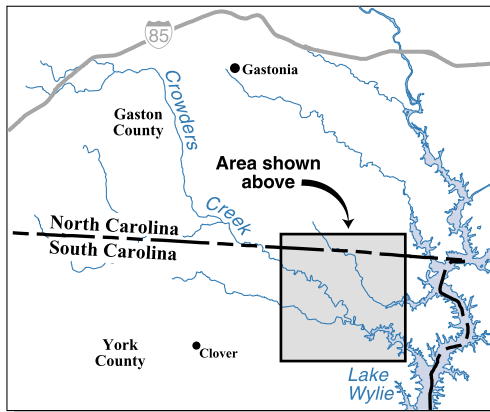 85
Gastonia
Crowders
Gaston
County
Area shown
above
Creek
North Carolina
South Carolina
York
County
Clover
Lake
Wylie